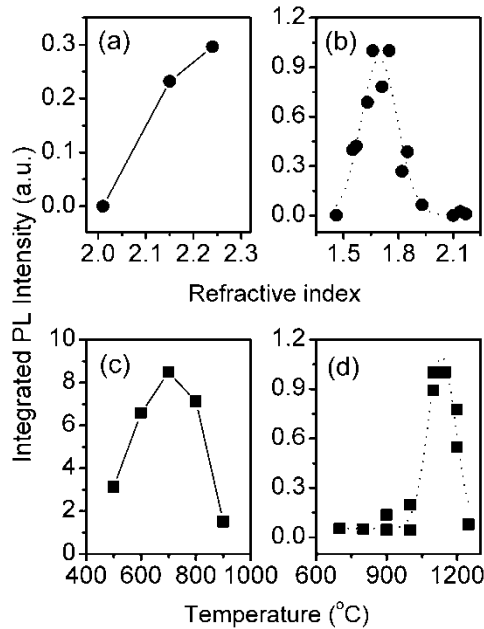 (a)
0.3
0.2
0.1
0.0
2.0 2.1 2.2 2.3
(b)
1.2
0.9
0.6
0.3
0.0
1.5 1.8 2.1
Refractive index
Integrated PL Intensity (a.u.)
(c)
10
8
6
4
2
0
400 600 800 1000
(d)
1.2
0.9
0.6
0.3
0.0
600 900 1200
Temperature (°C)